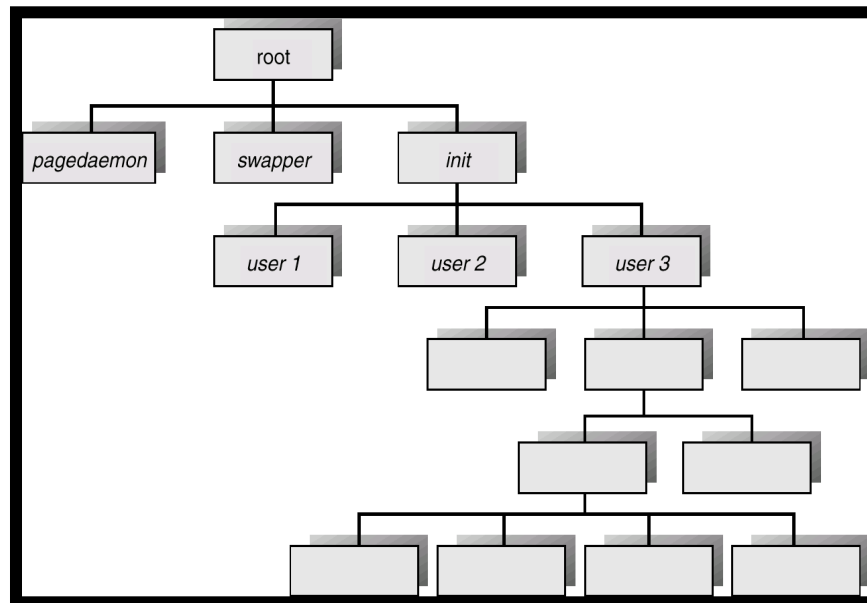 root
pagedaemon
swapper
init
user 1
user 2
user 3